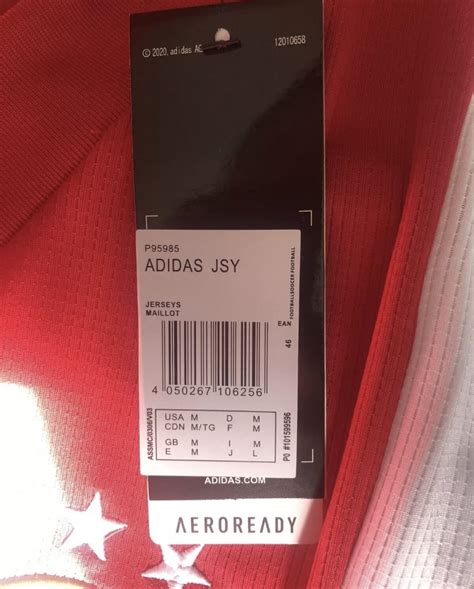 © 2020. adidas AG
12010658
P95985
ADIDAS JSY
JERSEYS
MAILLOT
EAN
46
FOOTBALL/SOCCER FOOTBALL
4 050267 106256
ASSMC/0306/V03
USA M D M
CDN M/TG F M
GB M I M
E M J L
PO #101599596
ADIDAS.COM
AEROREADY